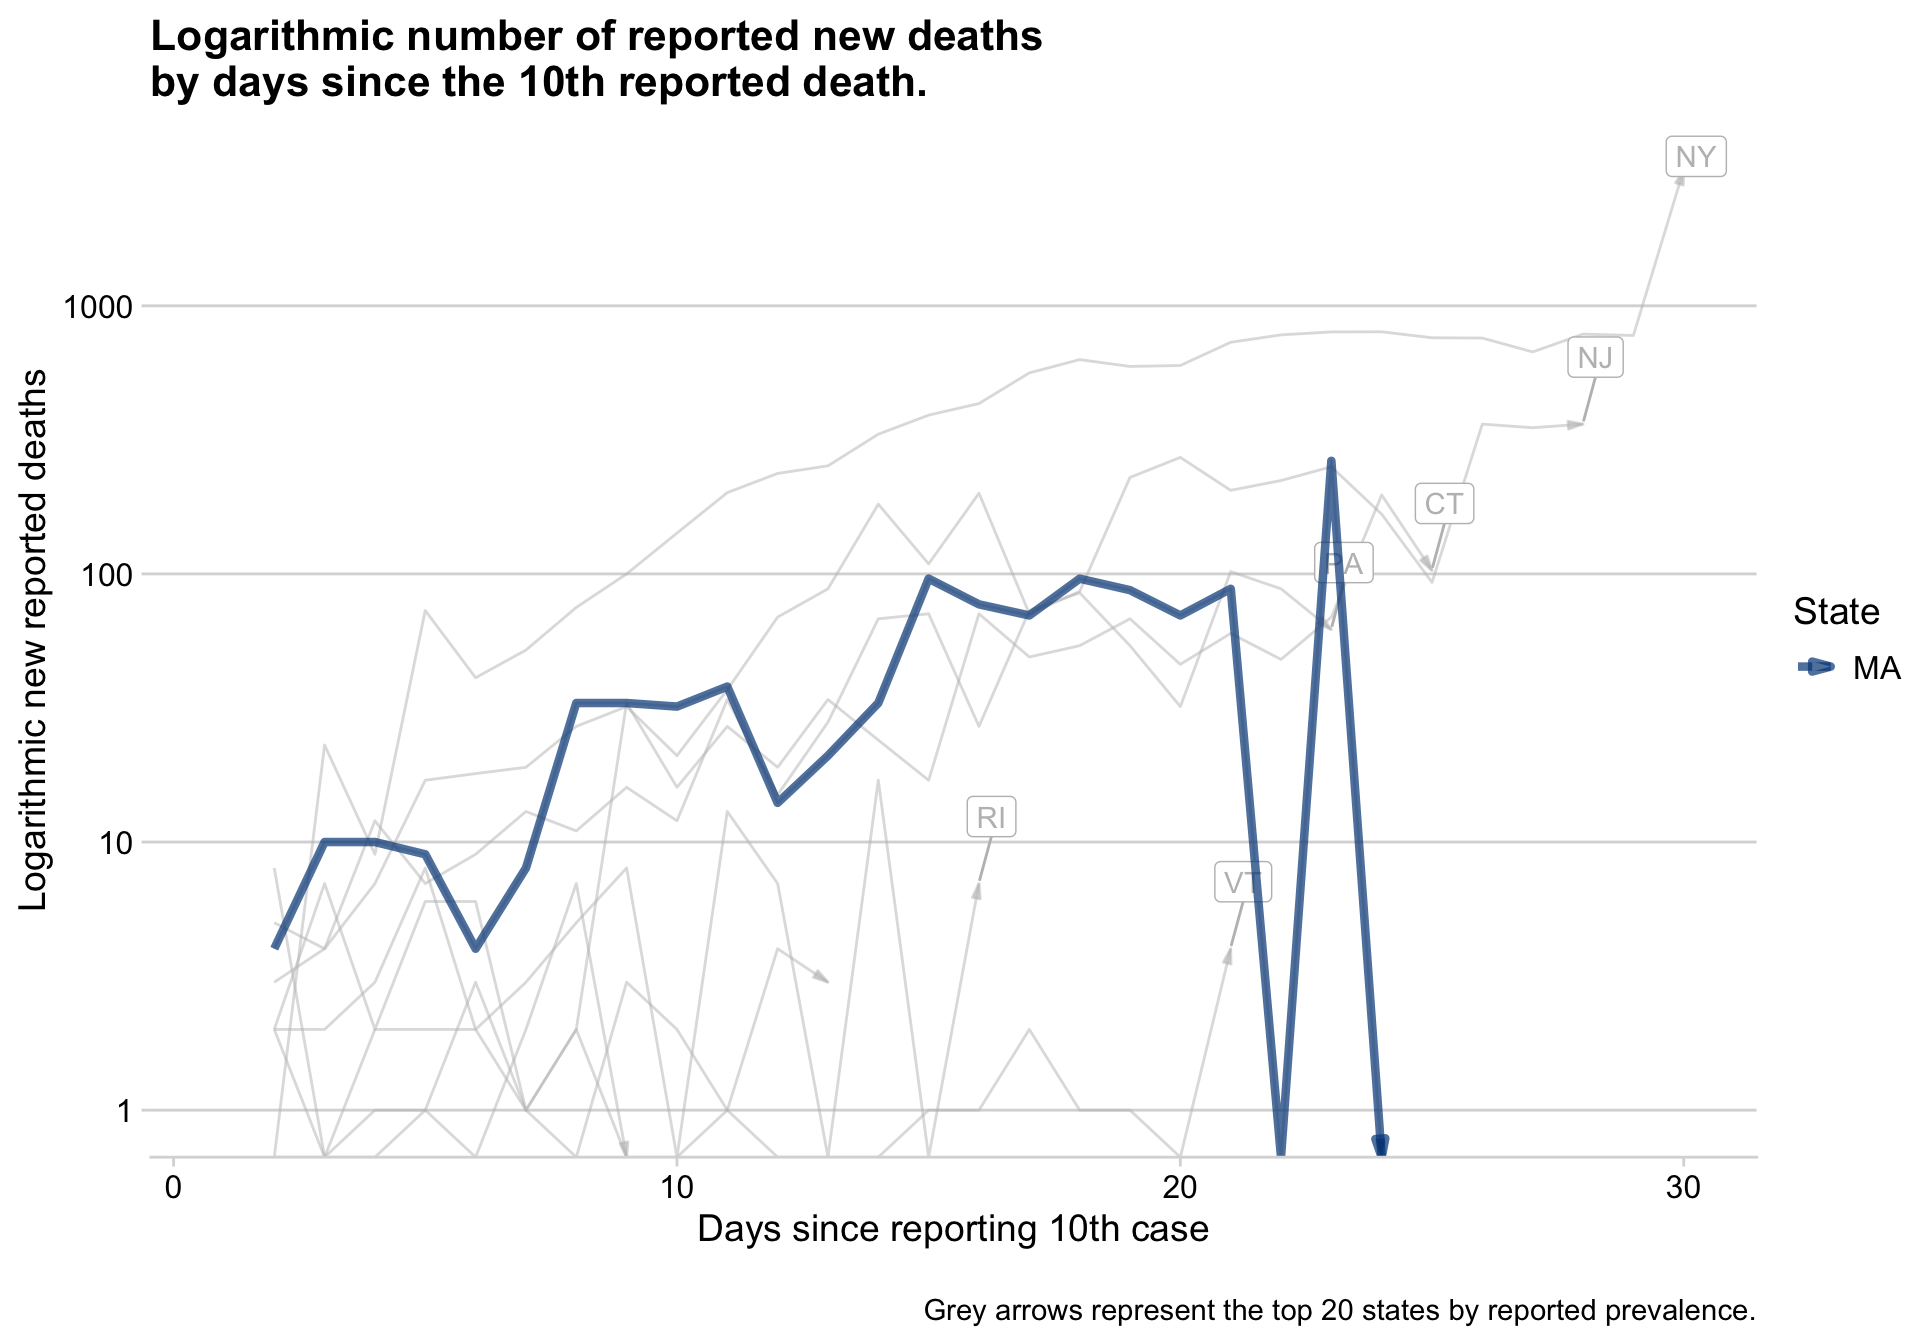 Logarithmic number of reported new deaths
by days since the 10th reported death.
NY
1000
NJ
CT
100
PA
10
RI
VT
1
0 10 20 30
Logarithmic new reported deaths
Days since reporting 10th case
State
MA
Grey arrows represent the top 20 states by reported prevalence.